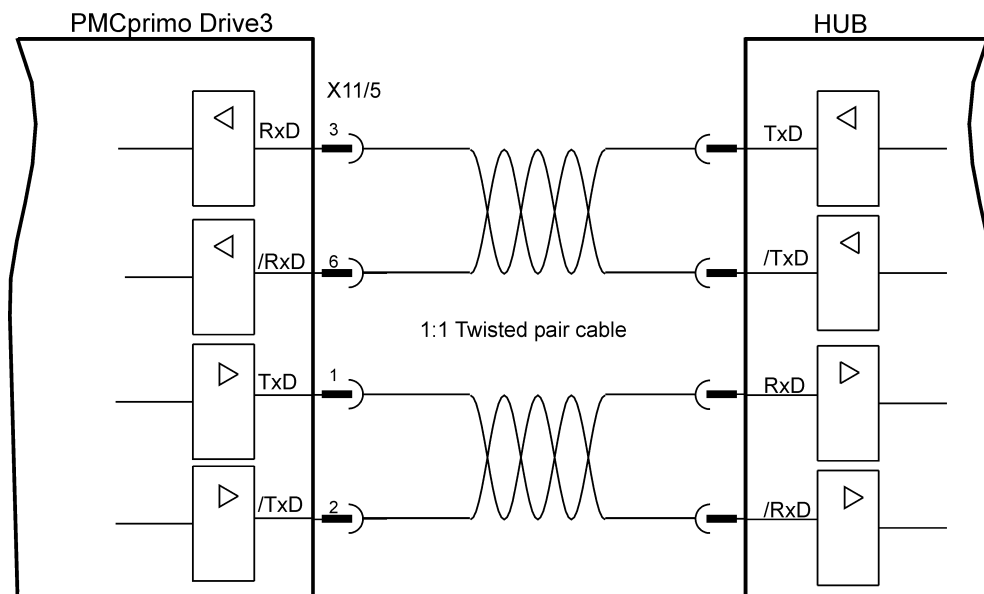 PMCprimo Drive3 HUB
X11/5
RxD 3 TxD
/RxD 6 /TxD
1:1 Twisted pair cable
TxD 1 RxD
/TxD 2 /RxD